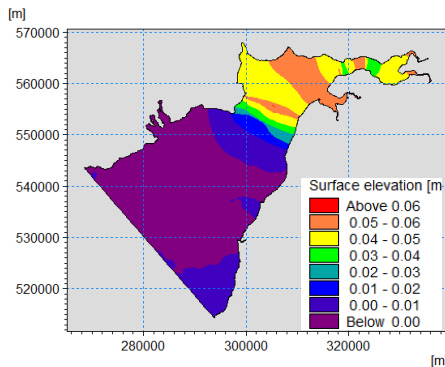 [m]
570000
560000
550000
540000
530000
520000
Surface elevation [m
Above 0.06
0.05 - 0.06
0.04 - 0.05
0.03 - 0.04
0.02 - 0.03
0.01 - 0.02
0.00 - 0.01
Below 0.00
280000 300000 320000
[m